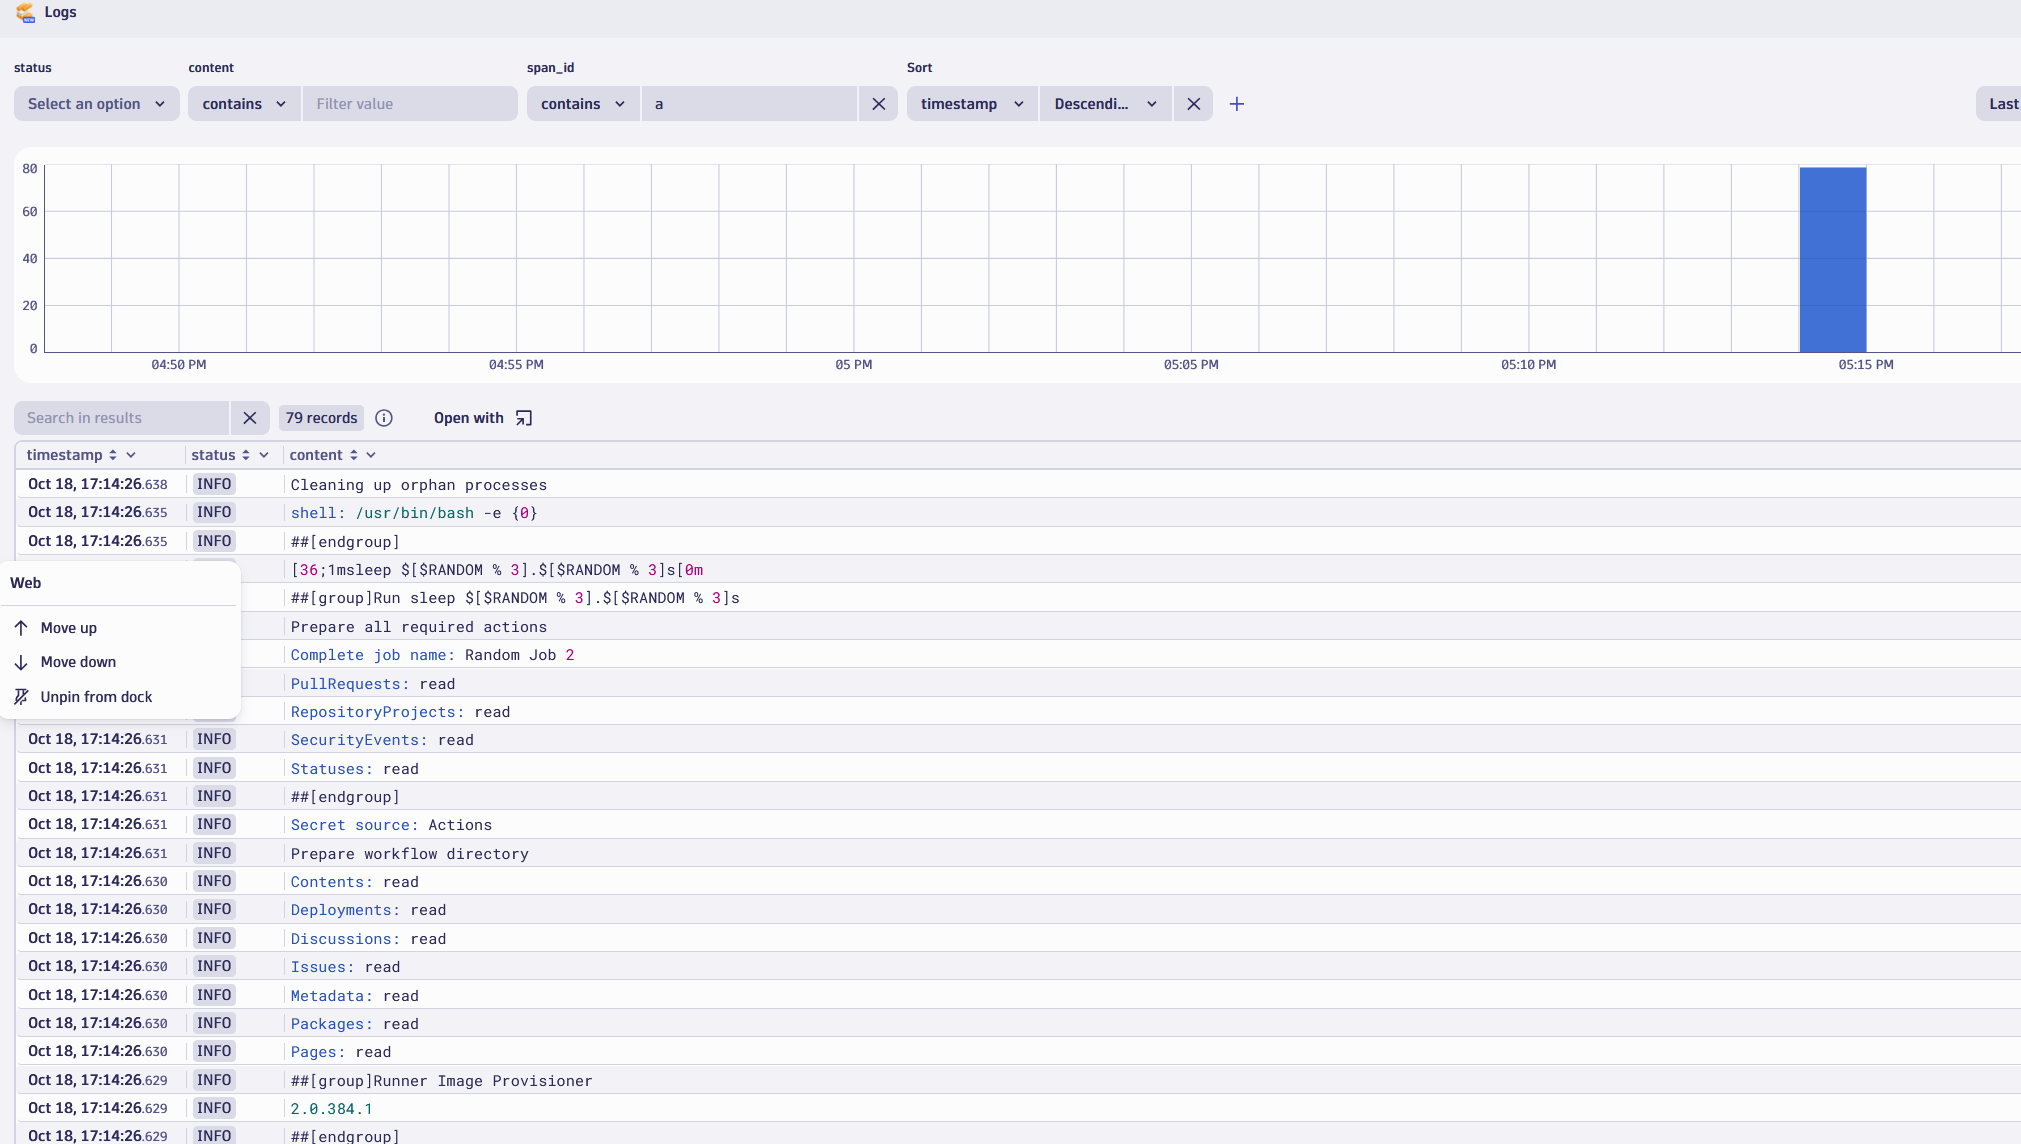 Logs
status content span_id Sort
Select an option contains Filter value contains a timestamp Descendi... Last
80
60
40
20
0
04:50 PM 04:55 PM 05 PM 05:05 PM 05:10 PM 05:15 PM
Search in results 79 records Open with
timestamp status content
Oct 18, 17:14:26.638 INFO Cleaning up orphan processes
Oct 18, 17:14:26.635 INFO shell: /usr/bin/bash -e {0}
Oct 18, 17:14:26.635 INFO ##[endgroup]
[36;1msleep $[$RANDOM % 3].$[$RANDOM % 3]s[0m
##[group]Run sleep $[$RANDOM % 3].$[$RANDOM % 3]s
Prepare all required actions
Complete job name: Random Job 2
PullRequests: read
RepositoryProjects: read
Web
Move up
Move down
Unpin from dock
Oct 18, 17:14:26.631 INFO SecurityEvents: read
Oct 18, 17:14:26.631 INFO Statuses: read
Oct 18, 17:14:26.631 INFO ##[endgroup]
Oct 18, 17:14:26.631 INFO Secret source: Actions
Oct 18, 17:14:26.631 INFO Prepare workflow directory
Oct 18, 17:14:26.630 INFO Contents: read
Oct 18, 17:14:26.630 INFO Deployments: read
Oct 18, 17:14:26.630 INFO Discussions: read
Oct 18, 17:14:26.630 INFO Issues: read
Oct 18, 17:14:26.630 INFO Metadata: read
Oct 18, 17:14:26.630 INFO Packages: read
Oct 18, 17:14:26.630 INFO Pages: read
Oct 18, 17:14:26.629 INFO ##[group]Runner Image Provisioner
Oct 18, 17:14:26.629 INFO 2.0.384.1
Oct 18, 17:14:26.629 INFO ##[endgroup]